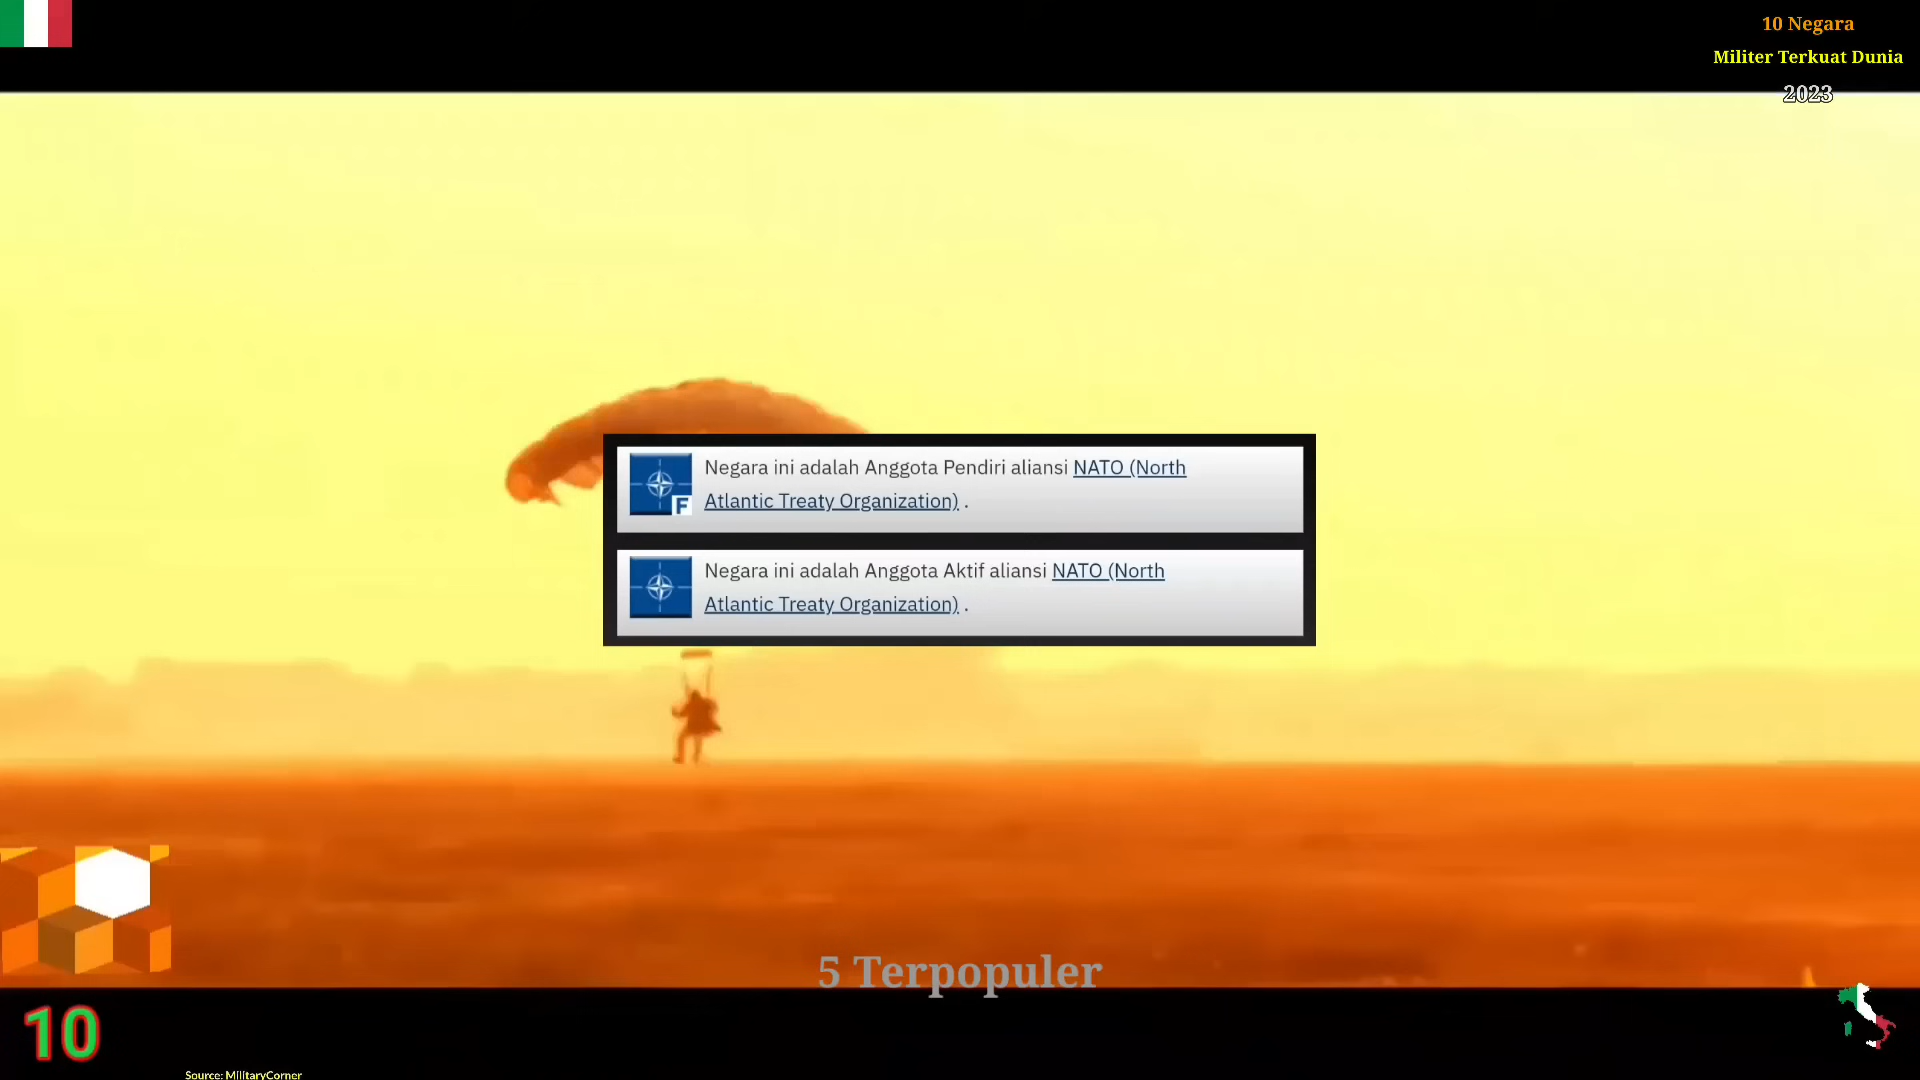 10 Negara
Militer Terkuat Dunia
2023
Negara ini adalah Anggota Pendiri aliansi NATO (North
Atlantic Treaty Organization) .
F
Negara ini adalah Anggota Aktif aliansi NATO (North
Atlantic Treaty Organization) .
5 Terpopuler
10
Source: MilitaryCorner